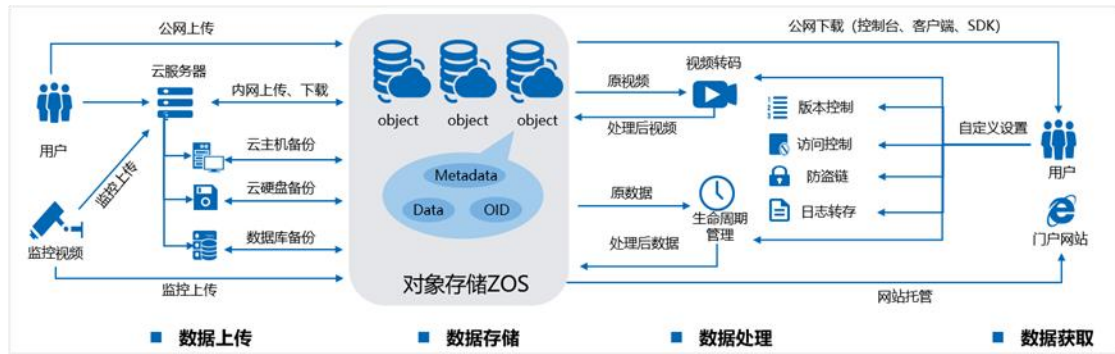 公网上传
公网下载（控制台、客户端、SDK）
云服务器
视频转码
内网上传、下载
原视频
版本控制
object
object
object
处理后视频
自定义设置
用户
云主机备份
访问控制
用户
监控上传
Metadata
防盗链
云硬盘备份
原数据
Data
OID
日志转存
生命周期
管理
门户网站
数据库备份
处理后数据
监控视频
对象存储ZOS
监控上传
网站托管
数据上传
数据存储
数据处理
数据获取